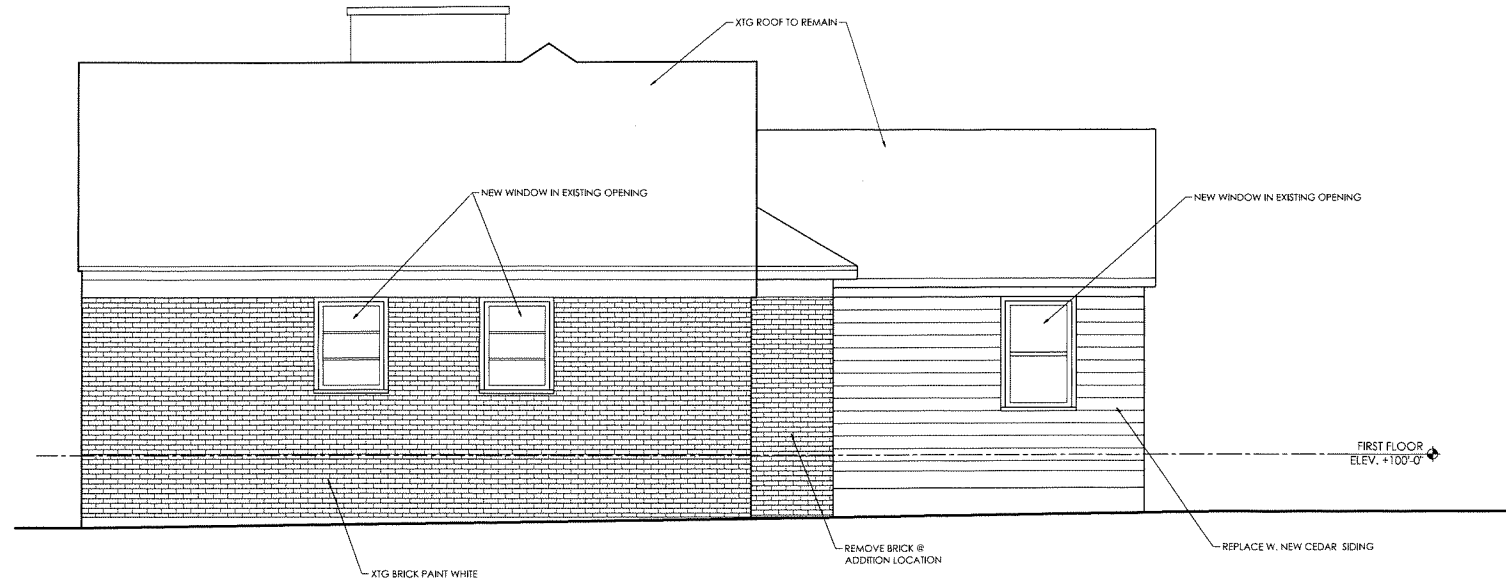 XTG ROOF TO REMAIN
NEW WINDOW IN EXISTING OPENING
NEW WINDOW IN EXISTING OPENING
FIRST FLOOR
ELEV. +100'-0"
REMOVE BRICK @
ADDITION LOCATION
REPLACE W. NEW CEDAR SIDING
XTG BRICK PAINT WHITE